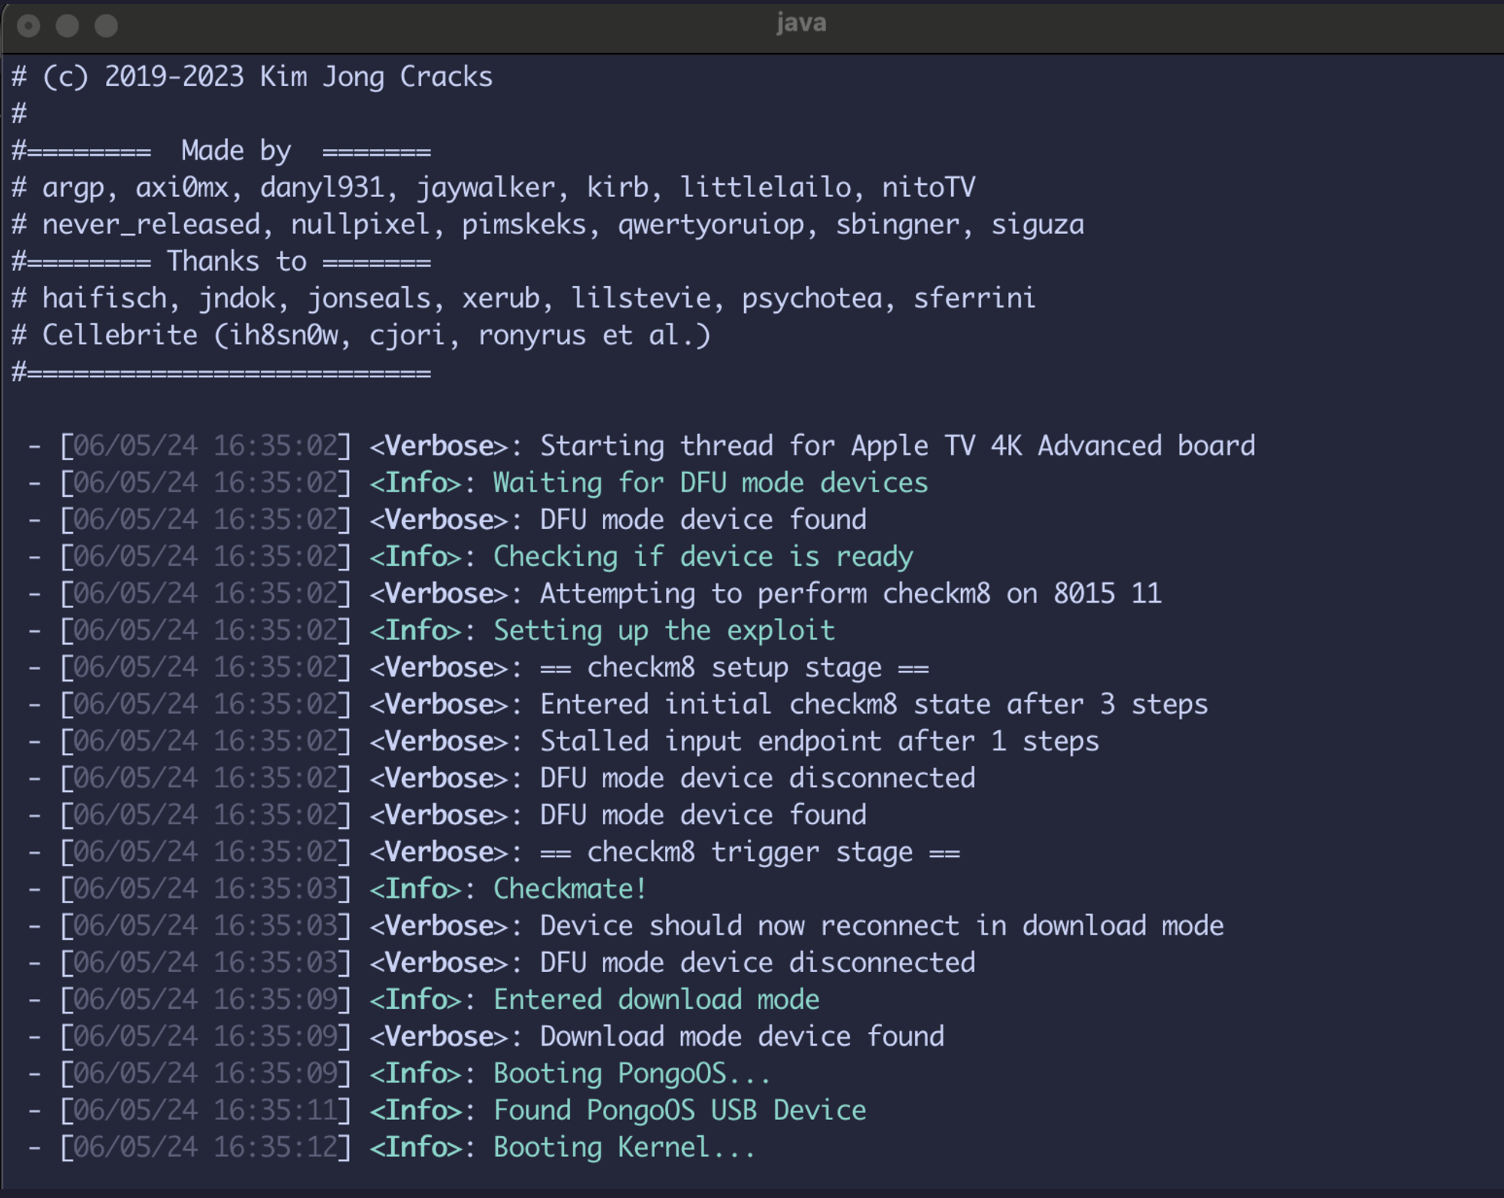 java
# (c) 2019-2023 Kim Jong Cracks
#
#======== Made by =======
# argp, axi0mx, danyl931, jaywalker, kirb, littlelailo, nitoTV
# never_released, nullpixel, pimskeks, qwertyoruiop, sbingner, siguza
#======== Thanks to =======
# haifisch, jndok, jonseals, xerub, lilstevie, psychotea, sferrini
# Cellebrite (ih8sn0w, cjori, ronyrus et al.)
#==========================
- [06/05/24 16:35:02] <Verbose>: Starting thread for Apple TV 4K Advanced board
- [06/05/24 16:35:02] <Info>: Waiting for DFU mode devices
- [06/05/24 16:35:02] <Verbose>: DFU mode device found
- [06/05/24 16:35:02] <Info>: Checking if device is ready
- [06/05/24 16:35:02] <Verbose>: Attempting to perform checkm8 on 8015 11
- [06/05/24 16:35:02] <Info>: Setting up the exploit
- [06/05/24 16:35:02] <Verbose>: == checkm8 setup stage ==
- [06/05/24 16:35:02] <Verbose>: Entered initial checkm8 state after 3 steps
- [06/05/24 16:35:02] <Verbose>: Stalled input endpoint after 1 steps
- [06/05/24 16:35:02] <Verbose>: DFU mode device disconnected
- [06/05/24 16:35:02] <Verbose>: DFU mode device found
- [06/05/24 16:35:02] <Verbose>: == checkm8 trigger stage ==
- [06/05/24 16:35:03] <Info>: Checkmate!
- [06/05/24 16:35:03] <Verbose>: Device should now reconnect in download mode
- [06/05/24 16:35:03] <Verbose>: DFU mode device disconnected
- [06/05/24 16:35:09] <Info>: Entered download mode
- [06/05/24 16:35:09] <Verbose>: Download mode device found
- [06/05/24 16:35:09] <Info>: Booting PongoOS...
- [06/05/24 16:35:11] <Info>: Found PongoOS USB Device
- [06/05/24 16:35:12] <Info>: Booting Kernel...